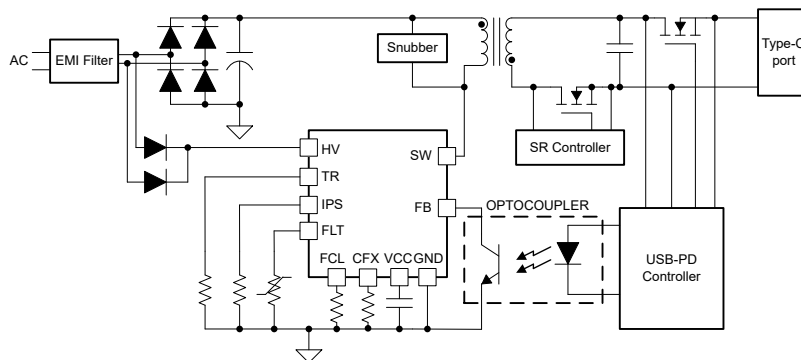 AC
EMI Filter
Snubber
Type-C
port
SR Controller
HV
TR
IPS
FLT
SW
FB
FCL
CFX
VCC
GND
OPTOCOUPLER
USB-PD
Controller